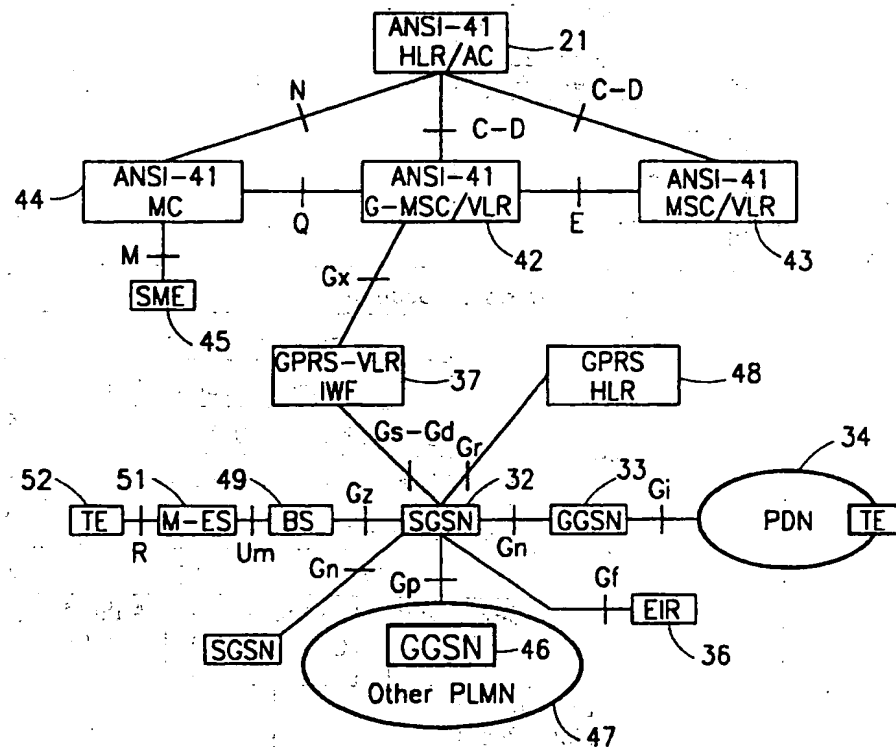 ANSI-41
HLR/AC
21
N
C-D
C-D
44
ANSI-41
MC
Q
ANSI-41
G-MSC/VLR
E
ANSI-41
MSC/VLR
42
43
M
SME
45
Gx
GPRS-VLR
IWF
37
GPRS
HLR
48
Gs-Gd
Gr
34
52
51
49
Gz
32
33
Gi
TE
M-ES
BS
SGSN
GGSN
PDN
TE
R
Um
Gn
Gn
Gp
Gf
EIR
36
SGSN
GGSN
46
Other PLMN
47